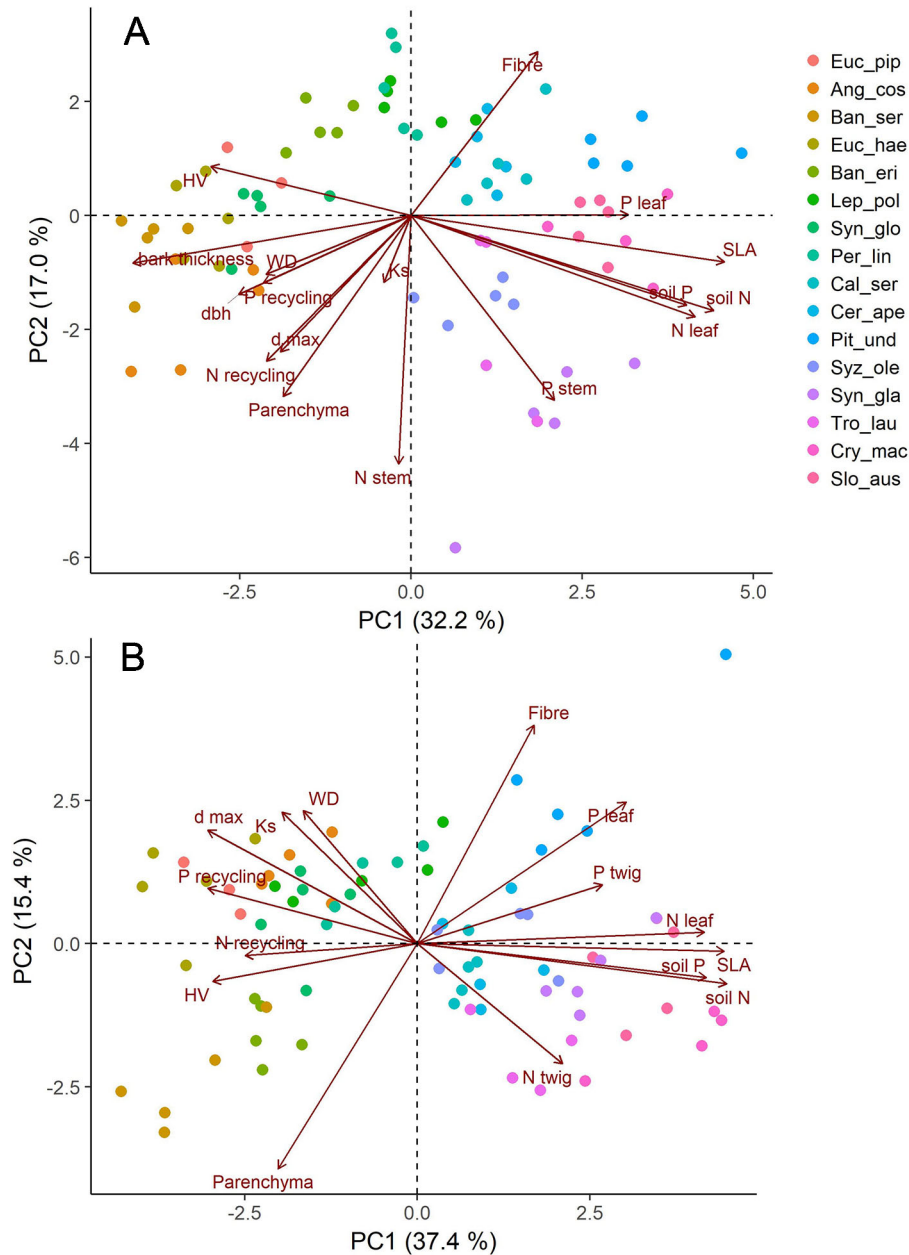 A
Fibre
HV
P leaf
bark thickness
WD
Ks
SLA
P recycling
dbh
soil P
soil N
N leaf
d max
N recycling
P stem
Parenchyma
N stem
2
0
-2
-4
-6
-2.5
0.0
2.5
5.0
PC2 (17.0 %)
PC1 (32.2 %)
Euc_pip
Ang_cos
Ban_ser
Euc_hae
Ban_eri
Lep_pol
Syn_glo
Per_lin
Cal_ser
Cer_ape
Pit_und
Syz_ole
Syn_gla
Tro_lau
Cry_mac
Slo_aus
B
Fibre
WD
d max
Ks
P leaf
P recycling
P twig
N leaf
N recycling
SLA
soil P
HV
soil N
N twig
Parenchyma
5.0
2.5
0.0
-2.5
-2.5
0.0
2.5
PC2 (15.4 %)
PC1 (37.4 %)